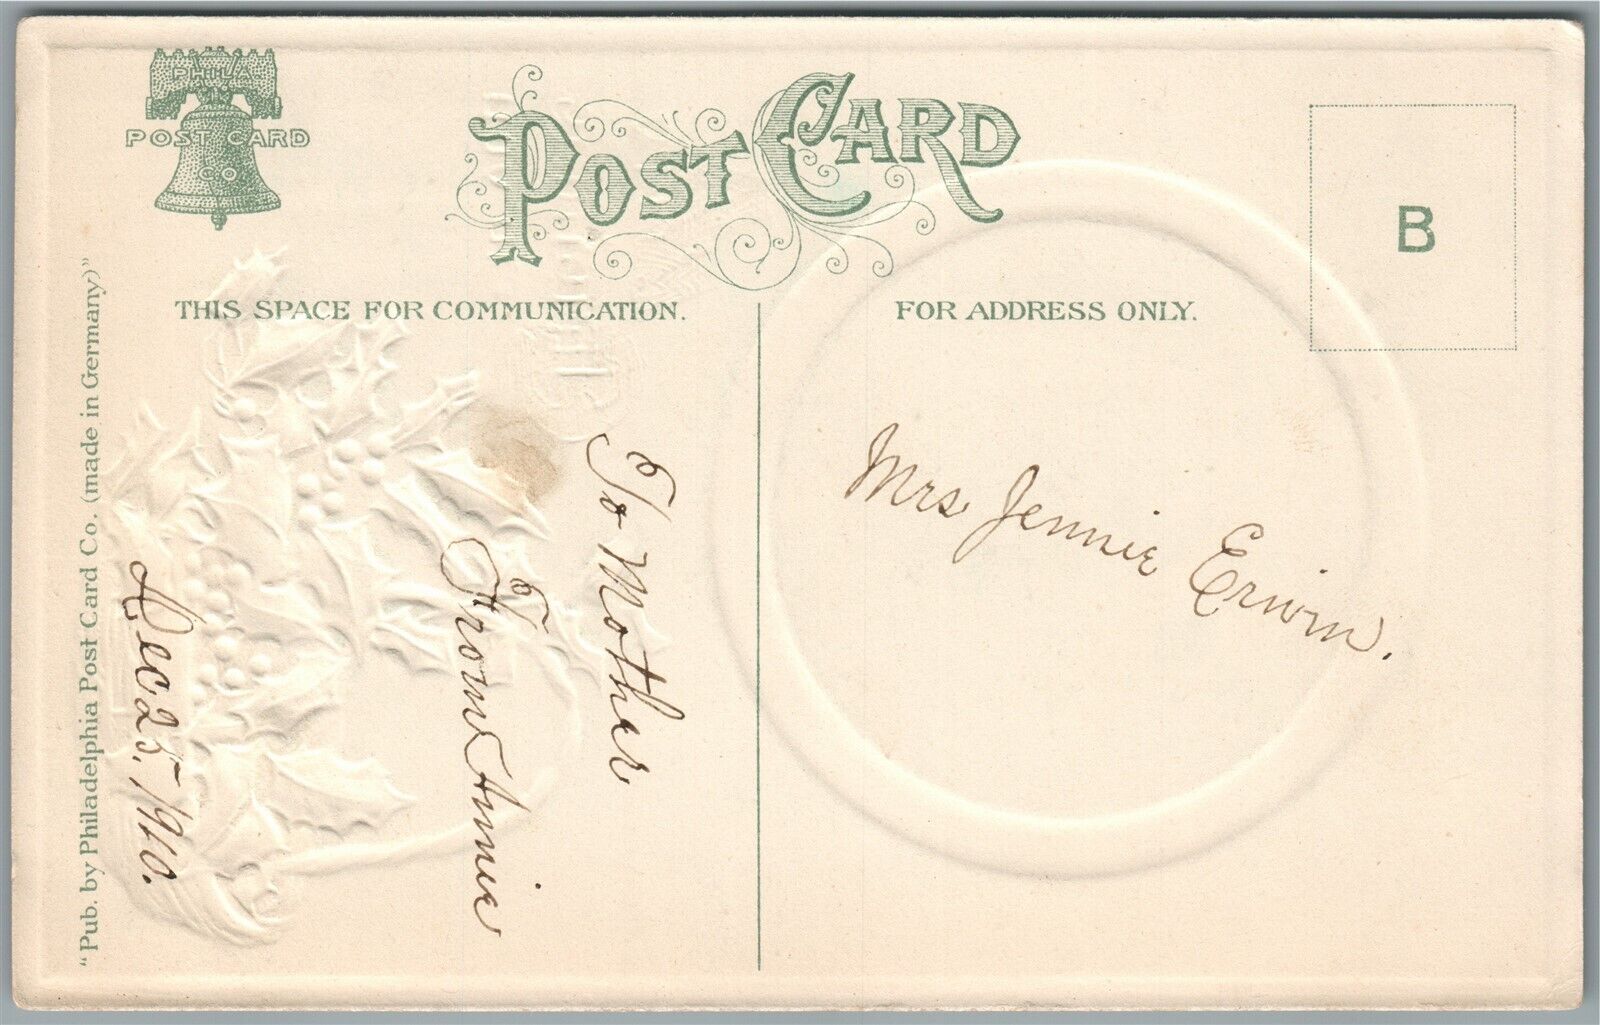 PHILA
POST CARD
CO
POST CARD
B
THIS SPACE FOR COMMUNICATION.
FOR ADDRESS ONLY.
"Pub. by Philadelphia Post Card Co. (made in Germany)"
To Mother
From Annie
Dec 25, 1910.
Mrs Jennie Erwin.